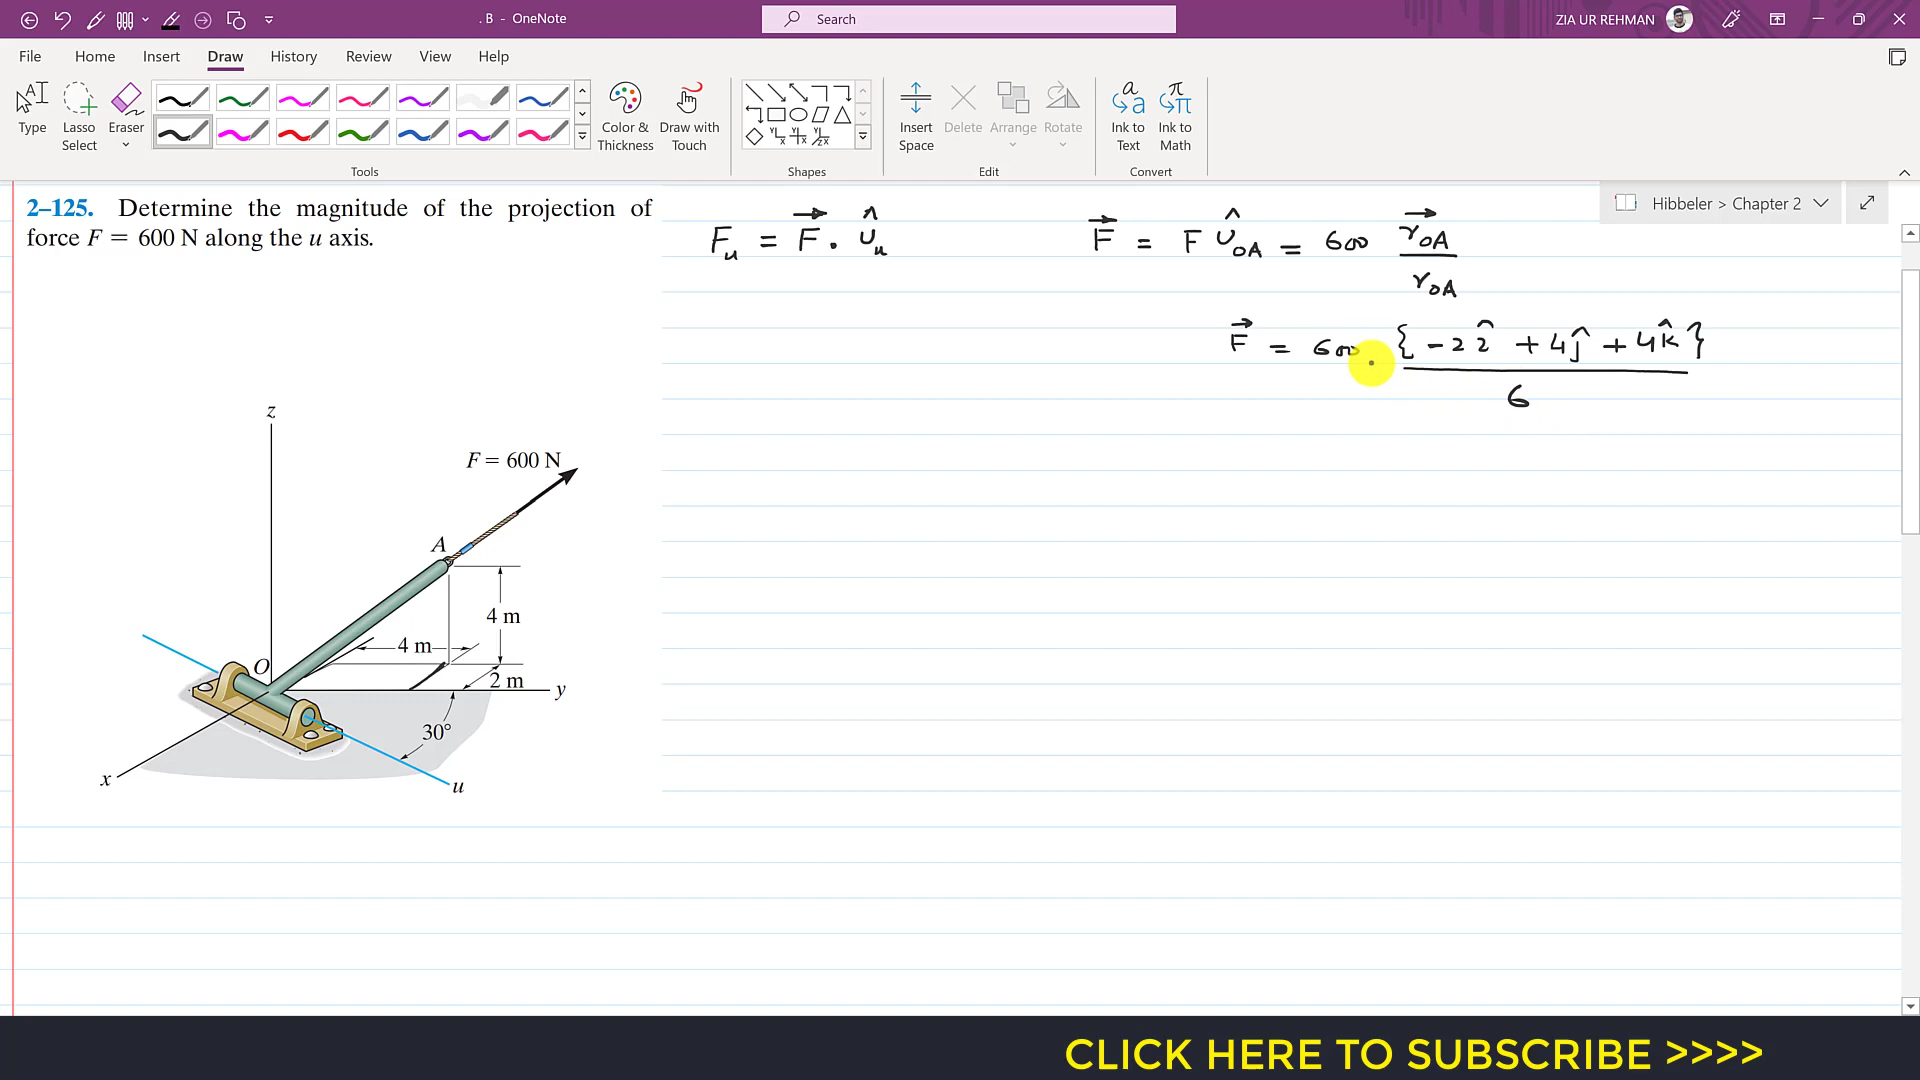 . B - OneNote
Search
ZIA UR REHMAN
File Home Insert Draw History Review View Help
Type
Lasso Select
Eraser
Color & Thickness
Draw with Touch
Insert Space
Delete
Arrange
Rotate
Ink to Text
Ink to Math
Tools Shapes Edit Convert
Hibbeler > Chapter 2
2–125. Determine the magnitude of the projection of
force F = 600 N along the u axis.
F_u = F⃗ . Û_u
F⃗ = F Û_OA = 600 r⃗_OA / r_OA
F⃗ = 600 {-2î + 4ĵ + 4k̂} / 6
z
F = 600 N
A
4 m
4 m
O
2 m
y
30°
x
u
CLICK HERE TO SUBSCRIBE >>>>